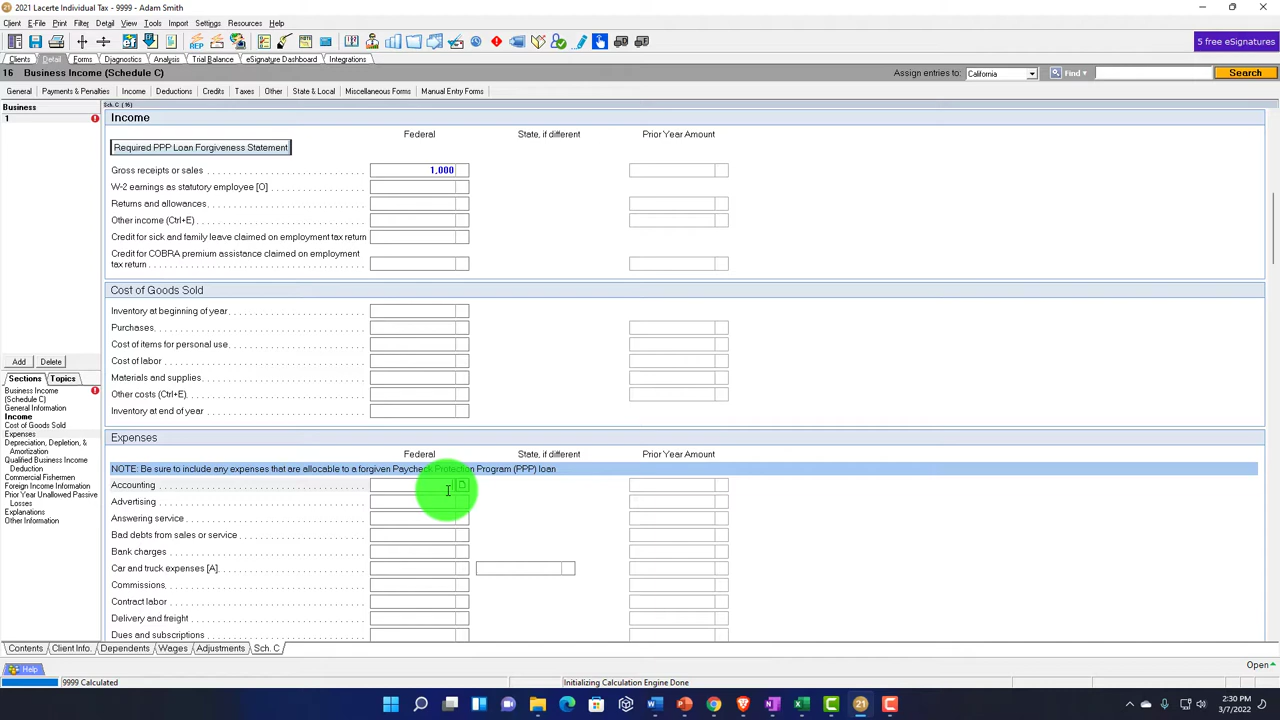 2021 Lacerte Individual Tax - 9999 - Adam Smith
Client E-File Print Filter Detail View Tools Import Settings Resources Help
REP
5 free eSignatures
Clients Detail Forms Diagnostics Analysis Trial Balance eSignature Dashboard Integrations
16 Business Income (Schedule C) Assign entries to: California Find Search
General Payments & Penalties Income Deductions Credits Taxes Other State & Local Miscellaneous Forms Manual Entry Forms
Business
1
Add Delete
Sections Topics
Business Income
(Schedule C)
General Information
Income
Cost of Goods Sold
Expenses
Depreciation, Depletion, &
Amortization
Qualified Business Income
Deduction
Commercial Fishermen
Foreign Income Information
Prior Year Unallowed Passive
Losses
Explanations
Other Information
Sch. C (16)
Income
Federal State, if different Prior Year Amount
Required PPP Loan Forgiveness Statement
Gross receipts or sales 1,000
W-2 earnings as statutory employee [O]
Returns and allowances
Other income (Ctrl+E)
Credit for sick and family leave claimed on employment tax return
Credit for COBRA premium assistance claimed on employment
tax return
Cost of Goods Sold
Inventory at beginning of year
Purchases
Cost of items for personal use
Cost of labor
Materials and supplies
Other costs (Ctrl+E)
Inventory at end of year
Expenses
Federal State, if different Prior Year Amount
NOTE: Be sure to include any expenses that are allocable to a forgiven Paycheck Protection Program (PPP) loan
Accounting
Advertising
Answering service
Bad debts from sales or service
Bank charges
Car and truck expenses [A]
Commissions
Contract labor
Delivery and freight
Dues and subscriptions
Contents Client Info. Dependents Wages Adjustments Sch. C
Help Open
9999 Calculated Initializing Calculation Engine Done
21
2:30 PM
3/7/2022